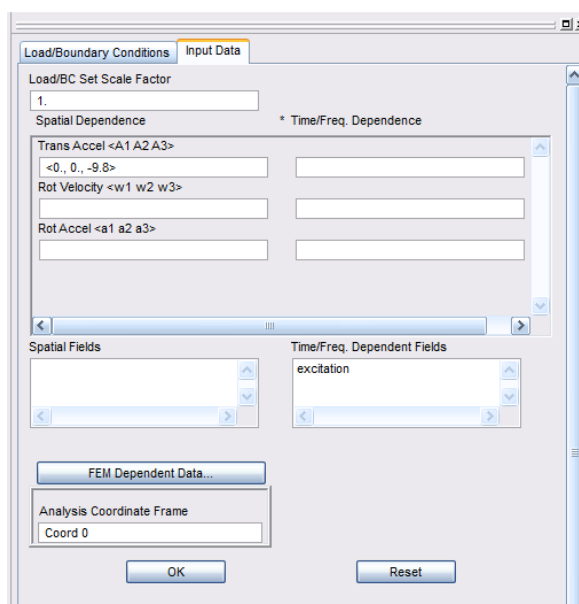 Load/Boundary Conditions Input Data
Load/BC Set Scale Factor
1.
Spatial Dependence * Time/Freq. Dependence
Trans Accel <A1 A2 A3>
<0., 0., -9.8>
Rot Velocity <w1 w2 w3>
Rot Accel <a1 a2 a3>
Spatial Fields Time/Freq. Dependent Fields
excitation
FEM Dependent Data...
Analysis Coordinate Frame
Coord 0
OK Reset